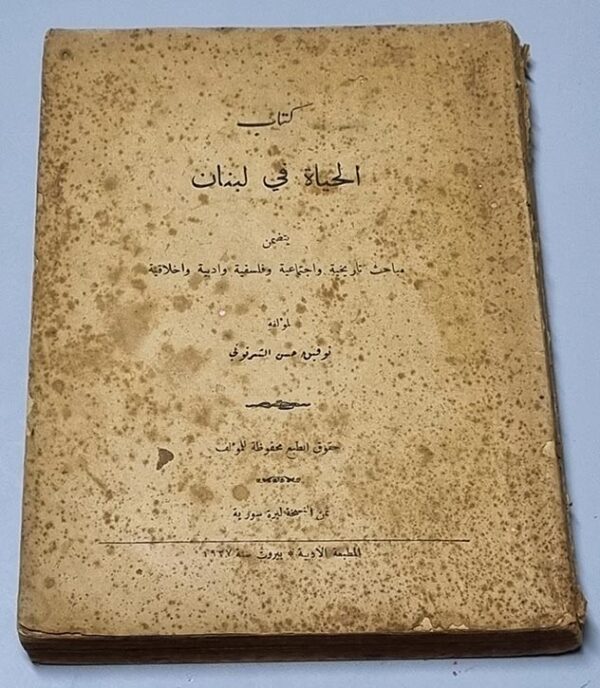 كتاب
الحياة في لبنان
يتضمن
مباحث تاريخية واجتماعية وفلسفية وادبية واخلاقية
لمؤلفه
توفيق حسن الشرتوني
حقوق الطبع محفوظة للمؤلف
ثمن النسخة ليرة سورية
المطبعة الادبية * بيروت سنة